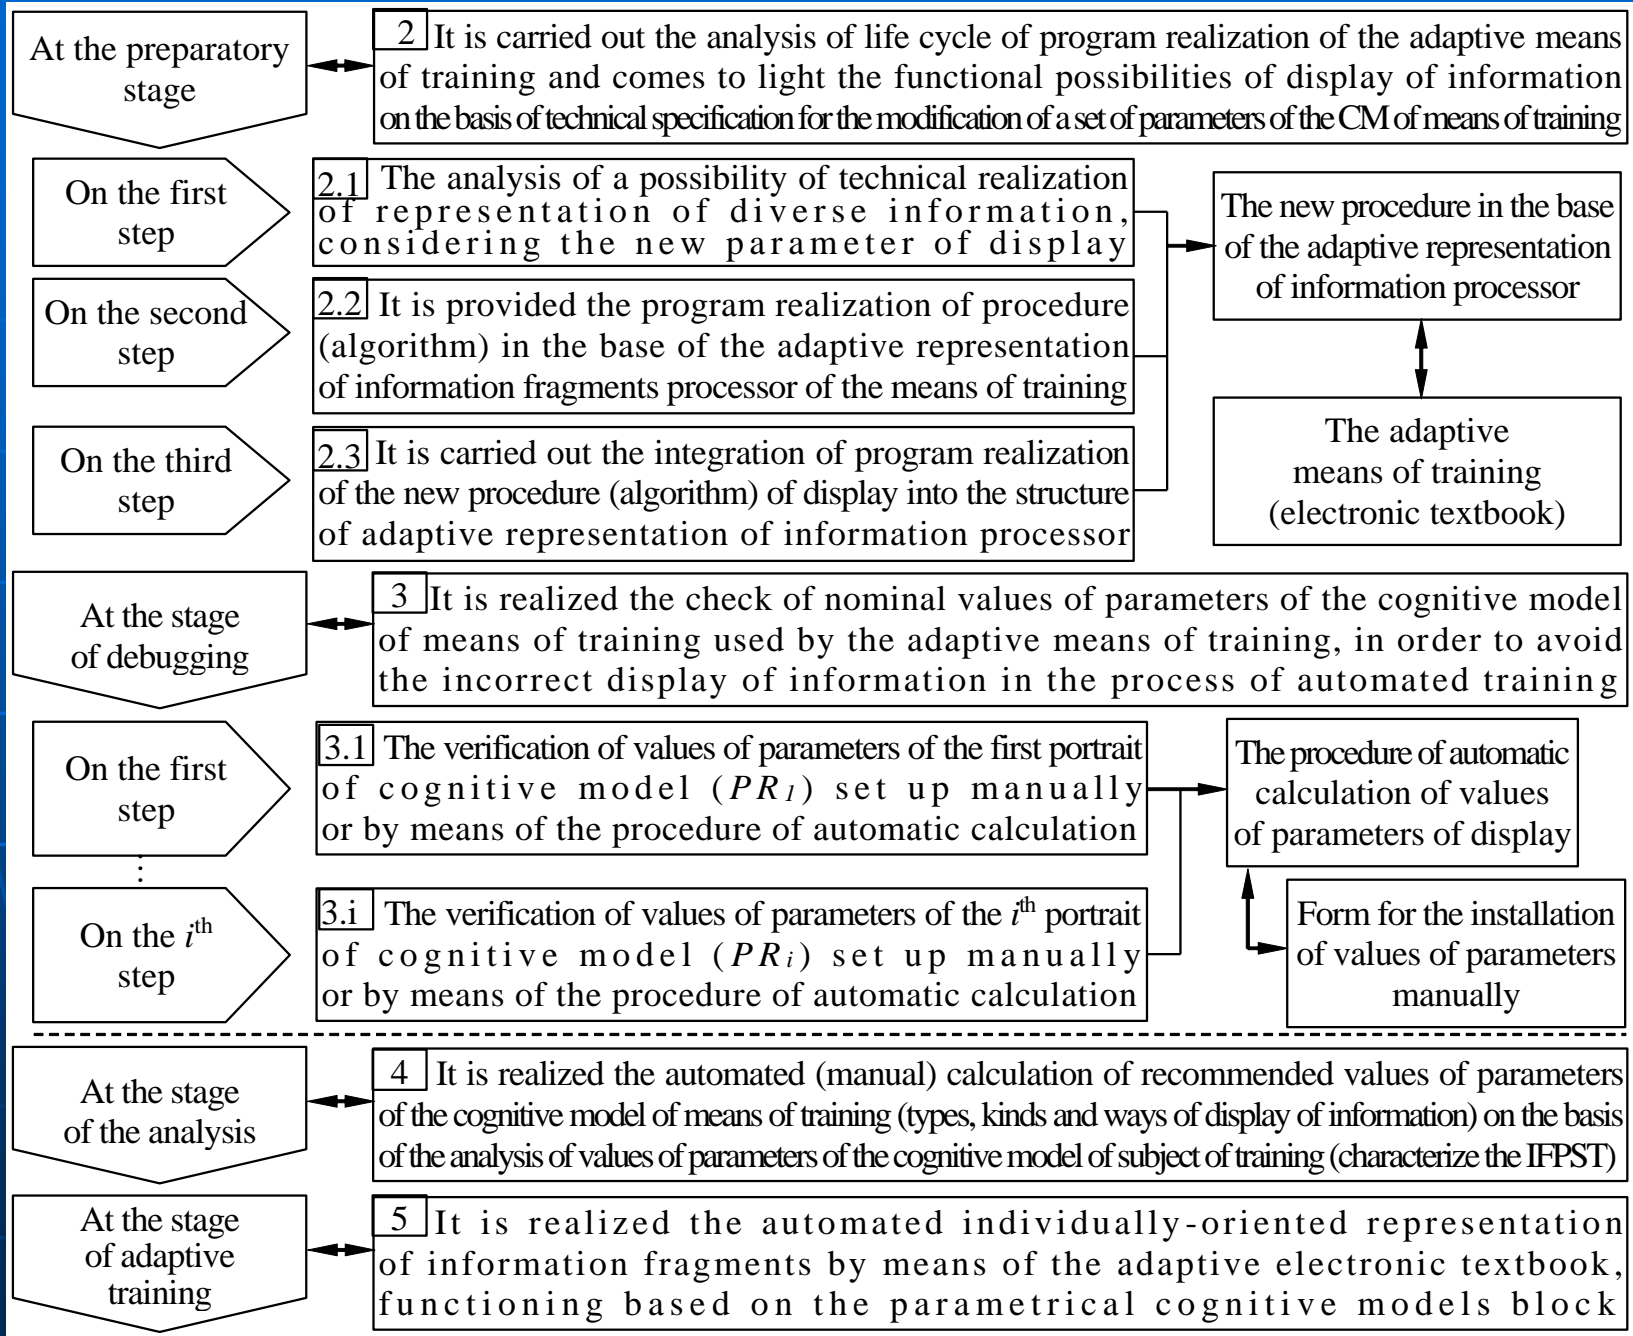 At the preparatory
stage
2 It is carried out the analysis of life cycle of program realization of the adaptive means
of training and comes to light the functional possibilities of display of information
on the basis of technical specification for the modification of a set of parameters of the CM of means of training
On the first
step
2.1 The analysis of a possibility of technical realization
of representation of diverse information,
considering the new parameter of display
The new procedure in the base
of the adaptive representation
of information processor
On the second
step
2.2 It is provided the program realization of procedure
(algorithm) in the base of the adaptive representation
of information fragments processor of the means of training
The adaptive
means of training
(electronic textbook)
On the third
step
2.3 It is carried out the integration of program realization
of the new procedure (algorithm) of display into the structure
of adaptive representation of information processor
At the stage
of debugging
3 It is realized the check of nominal values of parameters of the cognitive model
of means of training used by the adaptive means of training, in order to avoid
the incorrect display of information in the process of automated training
On the first
step
3.1 The verification of values of parameters of the first portrait
of cognitive model (PR1) set up manually
or by means of the procedure of automatic calculation
The procedure of automatic
calculation of values
of parameters of display
⋮
On the ith
step
3.i The verification of values of parameters of the ith portrait
of cognitive model (PRi) set up manually
or by means of the procedure of automatic calculation
Form for the installation
of values of parameters
manually
At the stage
of the analysis
4 It is realized the automated (manual) calculation of recommended values of parameters
of the cognitive model of means of training (types, kinds and ways of display of information) on the basis
of the analysis of values of parameters of the cognitive model of subject of training (characterize the IFPST)
At the stage
of adaptive
training
5 It is realized the automated individually-oriented representation
of information fragments by means of the adaptive electronic textbook,
functioning based on the parametrical cognitive models block